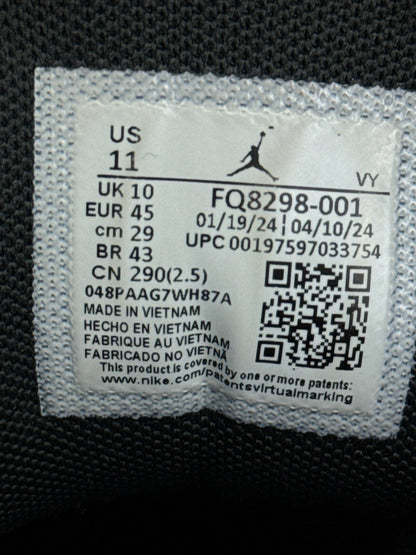 US
11
VY
UK 10
EUR 45
cm 29
BR 43
CN 290(2.5)
FQ8298-001
01/19/24 | 04/10/24
UPC 00197597033754
048PAAG7WH87A
MADE IN VIETNAM
HECHO EN VIETNAM
FABRIQUE AU VIETNAM
FABRICADO NO VIETNÃ
This product is covered by one or more patents:
www.nike.com/patentsvirtualmarking